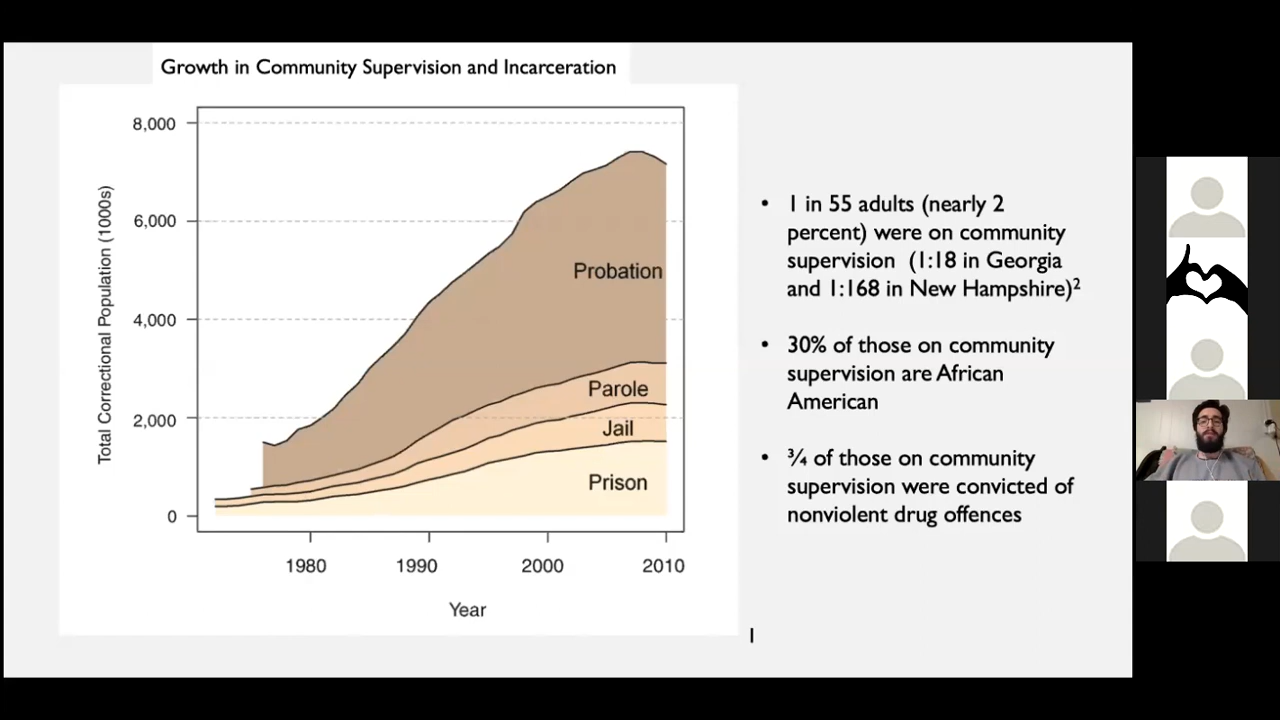 Growth in Community Supervision and Incarceration
8,000
6,000
4,000
2,000
0
Total Correctional Population (1000s)
Probation
Parole
Jail
Prison
1980
1990
2000
2010
Year
• 1 in 55 adults (nearly 2
percent) were on community
supervision (1:18 in Georgia
and 1:168 in New Hampshire)²
• 30% of those on community
supervision are African
American
• ¾ of those on community
supervision were convicted of
nonviolent drug offences
1